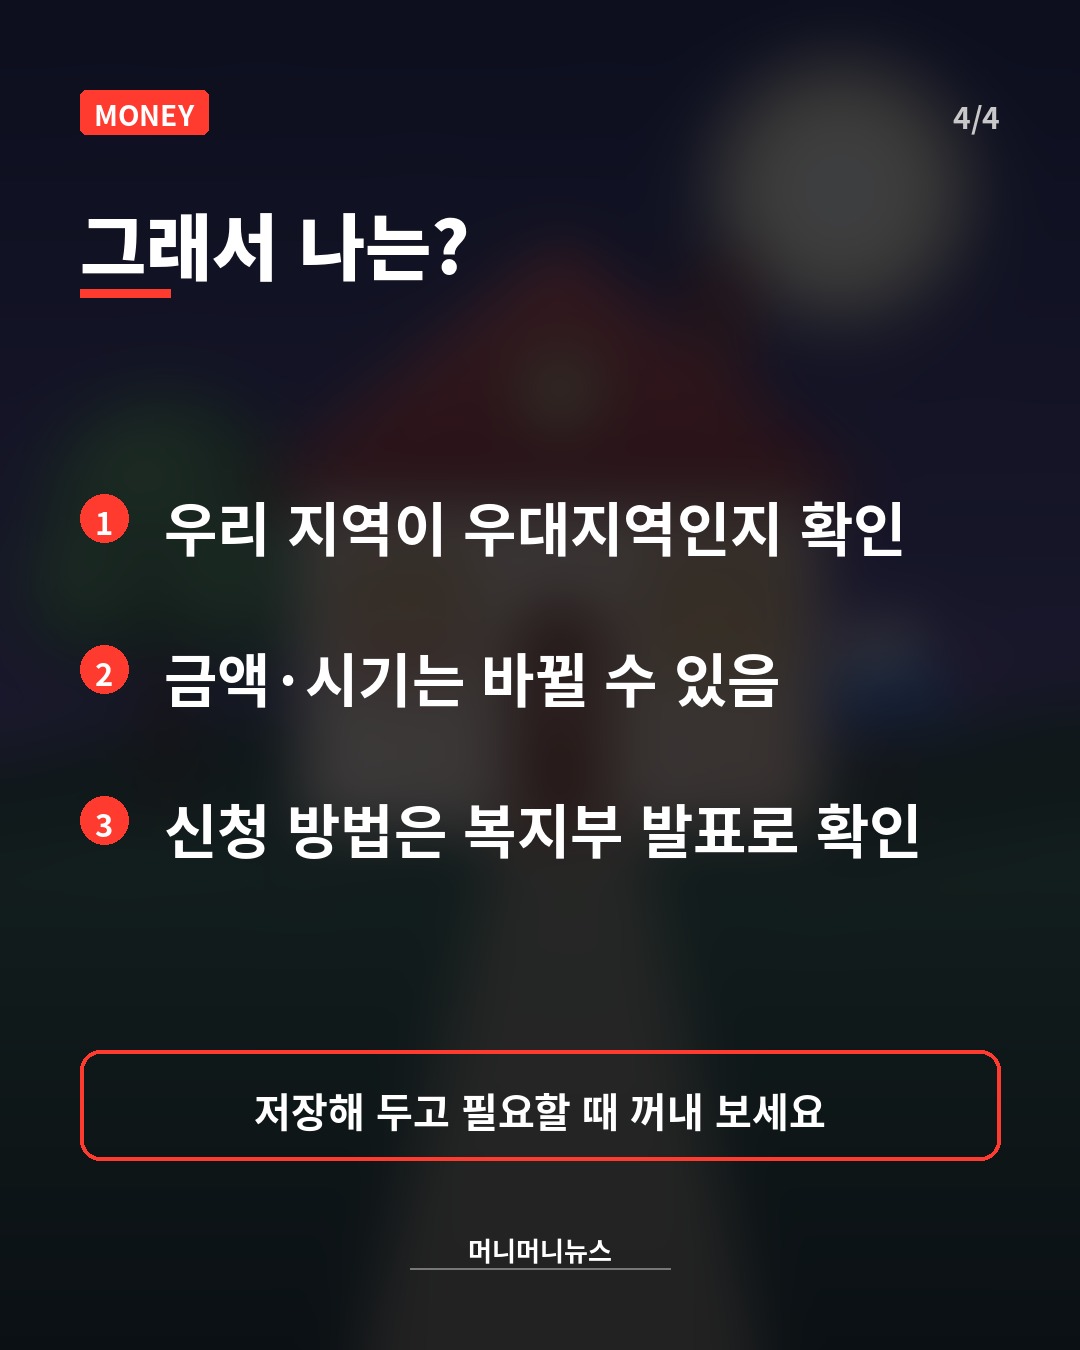 MONEY
4/4
그래서 나는?
1 우리 지역이 우대지역인지 확인
2 금액·시기는 바뀔 수 있음
3 신청 방법은 복지부 발표로 확인
저장해 두고 필요할 때 꺼내 보세요
머니머니뉴스